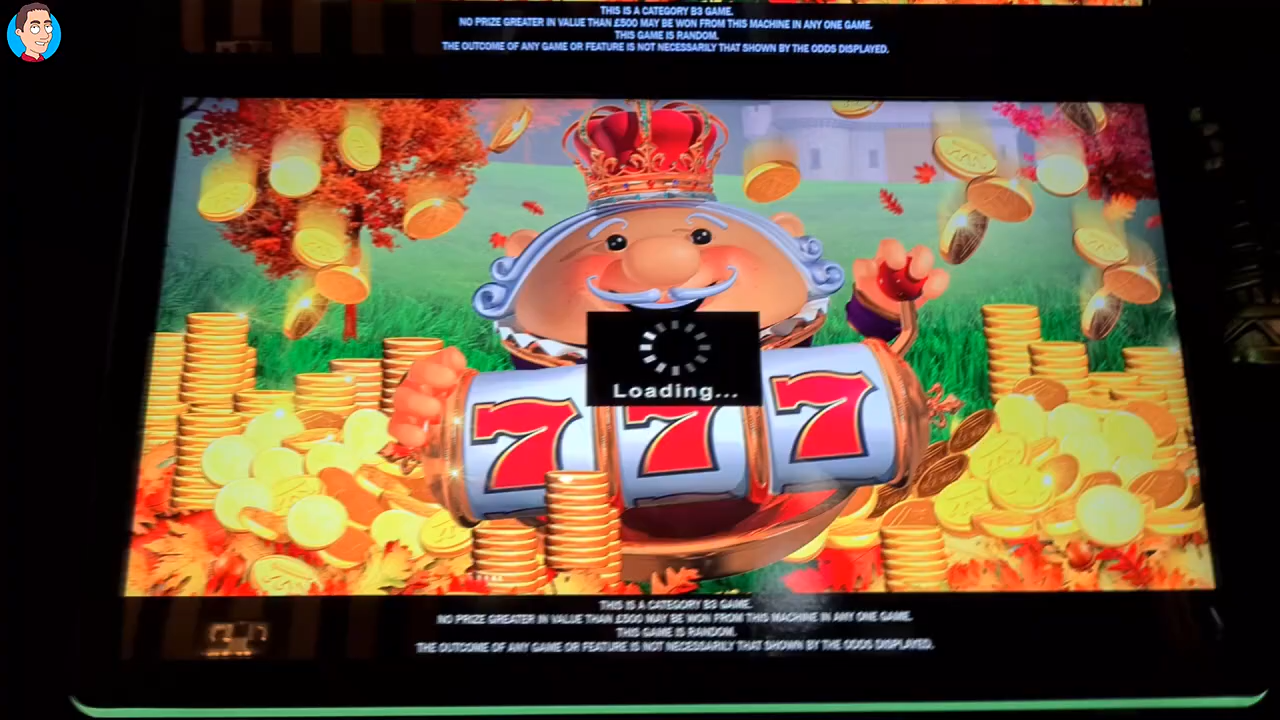 THIS IS A CATEGORY B3 GAME.
NO PRIZE GREATER IN VALUE THAN £500 MAY BE WON FROM THIS MACHINE IN ANY ONE GAME.
THIS GAME IS RANDOM.
THE OUTCOME OF ANY GAME OR FEATURE IS NOT NECESSARILY THAT SHOWN BY THE ODDS DISPLAYED.
Loading...
7 7 7
THIS IS A CATEGORY B3 GAME.
NO PRIZE GREATER IN VALUE THAN £500 MAY BE WON FROM THIS MACHINE IN ANY ONE GAME.
THIS GAME IS RANDOM.
THE OUTCOME OF ANY GAME OR FEATURE IS NOT NECESSARILY THAT SHOWN BY THE ODDS DISPLAYED.